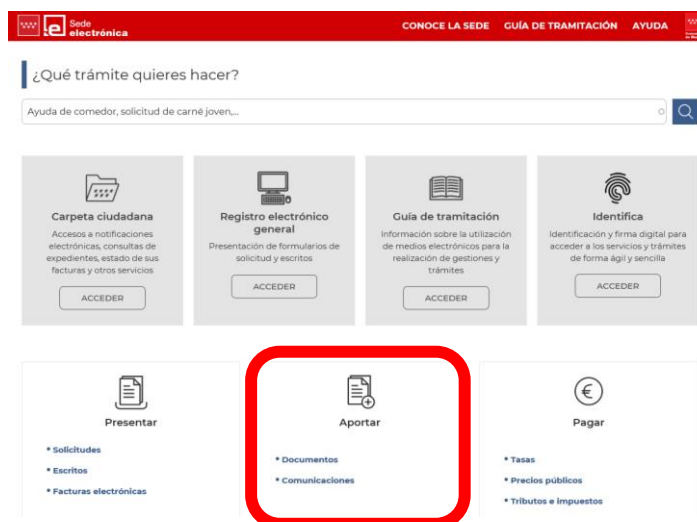 Sede
electrónica
CONOCE LA SEDE GUÍA DE TRAMITACIÓN AYUDA
¿Qué trámite quieres hacer?
Ayuda de comedor, solicitud de carné joven,...
Carpeta ciudadana
Accesos a notificaciones
electrónicas, consultas de
expedientes, estado de sus
facturas y otros servicios
ACCEDER
Registro electrónico
general
Presentación de formularios de
solicitud y escritos
ACCEDER
Guía de tramitación
Información sobre la utilización
de medios electrónicos para la
realización de gestiones y
trámites
ACCEDER
Identifica
Identificación y firma digital para
acceder a los servicios y trámites
de forma ágil y sencilla
ACCEDER
Presentar
• Solicitudes
• Escritos
• Facturas electrónicas
Aportar
• Documentos
• Comunicaciones
Pagar
• Tasas
• Precios públicos
• Tributos e impuestos